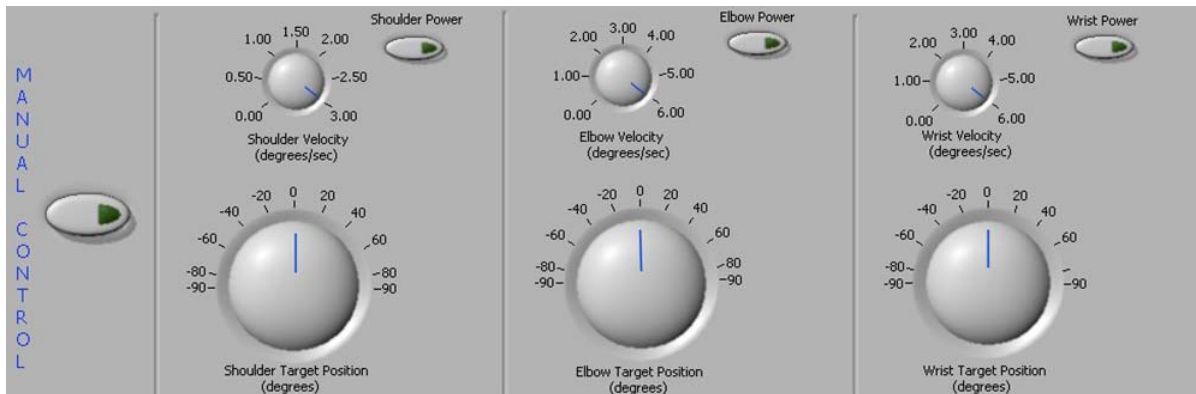 MANUAL CONTROL
Shoulder Power
0.00 0.50 1.00 1.50 2.00 2.50 3.00
Shoulder Velocity
(degrees/sec)
-90 -80 -60 -40 -20 0 20 40 60 80 90
Shoulder Target Position
(degrees)
Elbow Power
0.00 1.00 2.00 3.00 4.00 5.00 6.00
Elbow Velocity
(degrees/sec)
-90 -80 -60 -40 -20 0 20 40 60 80 90
Elbow Target Position
(degrees)
Wrist Power
0.00 1.00 2.00 3.00 4.00 5.00 6.00
Wrist Velocity
(degrees/sec)
-90 -80 -60 -40 -20 0 20 40 60 90
Wrist Target Position
(degrees)